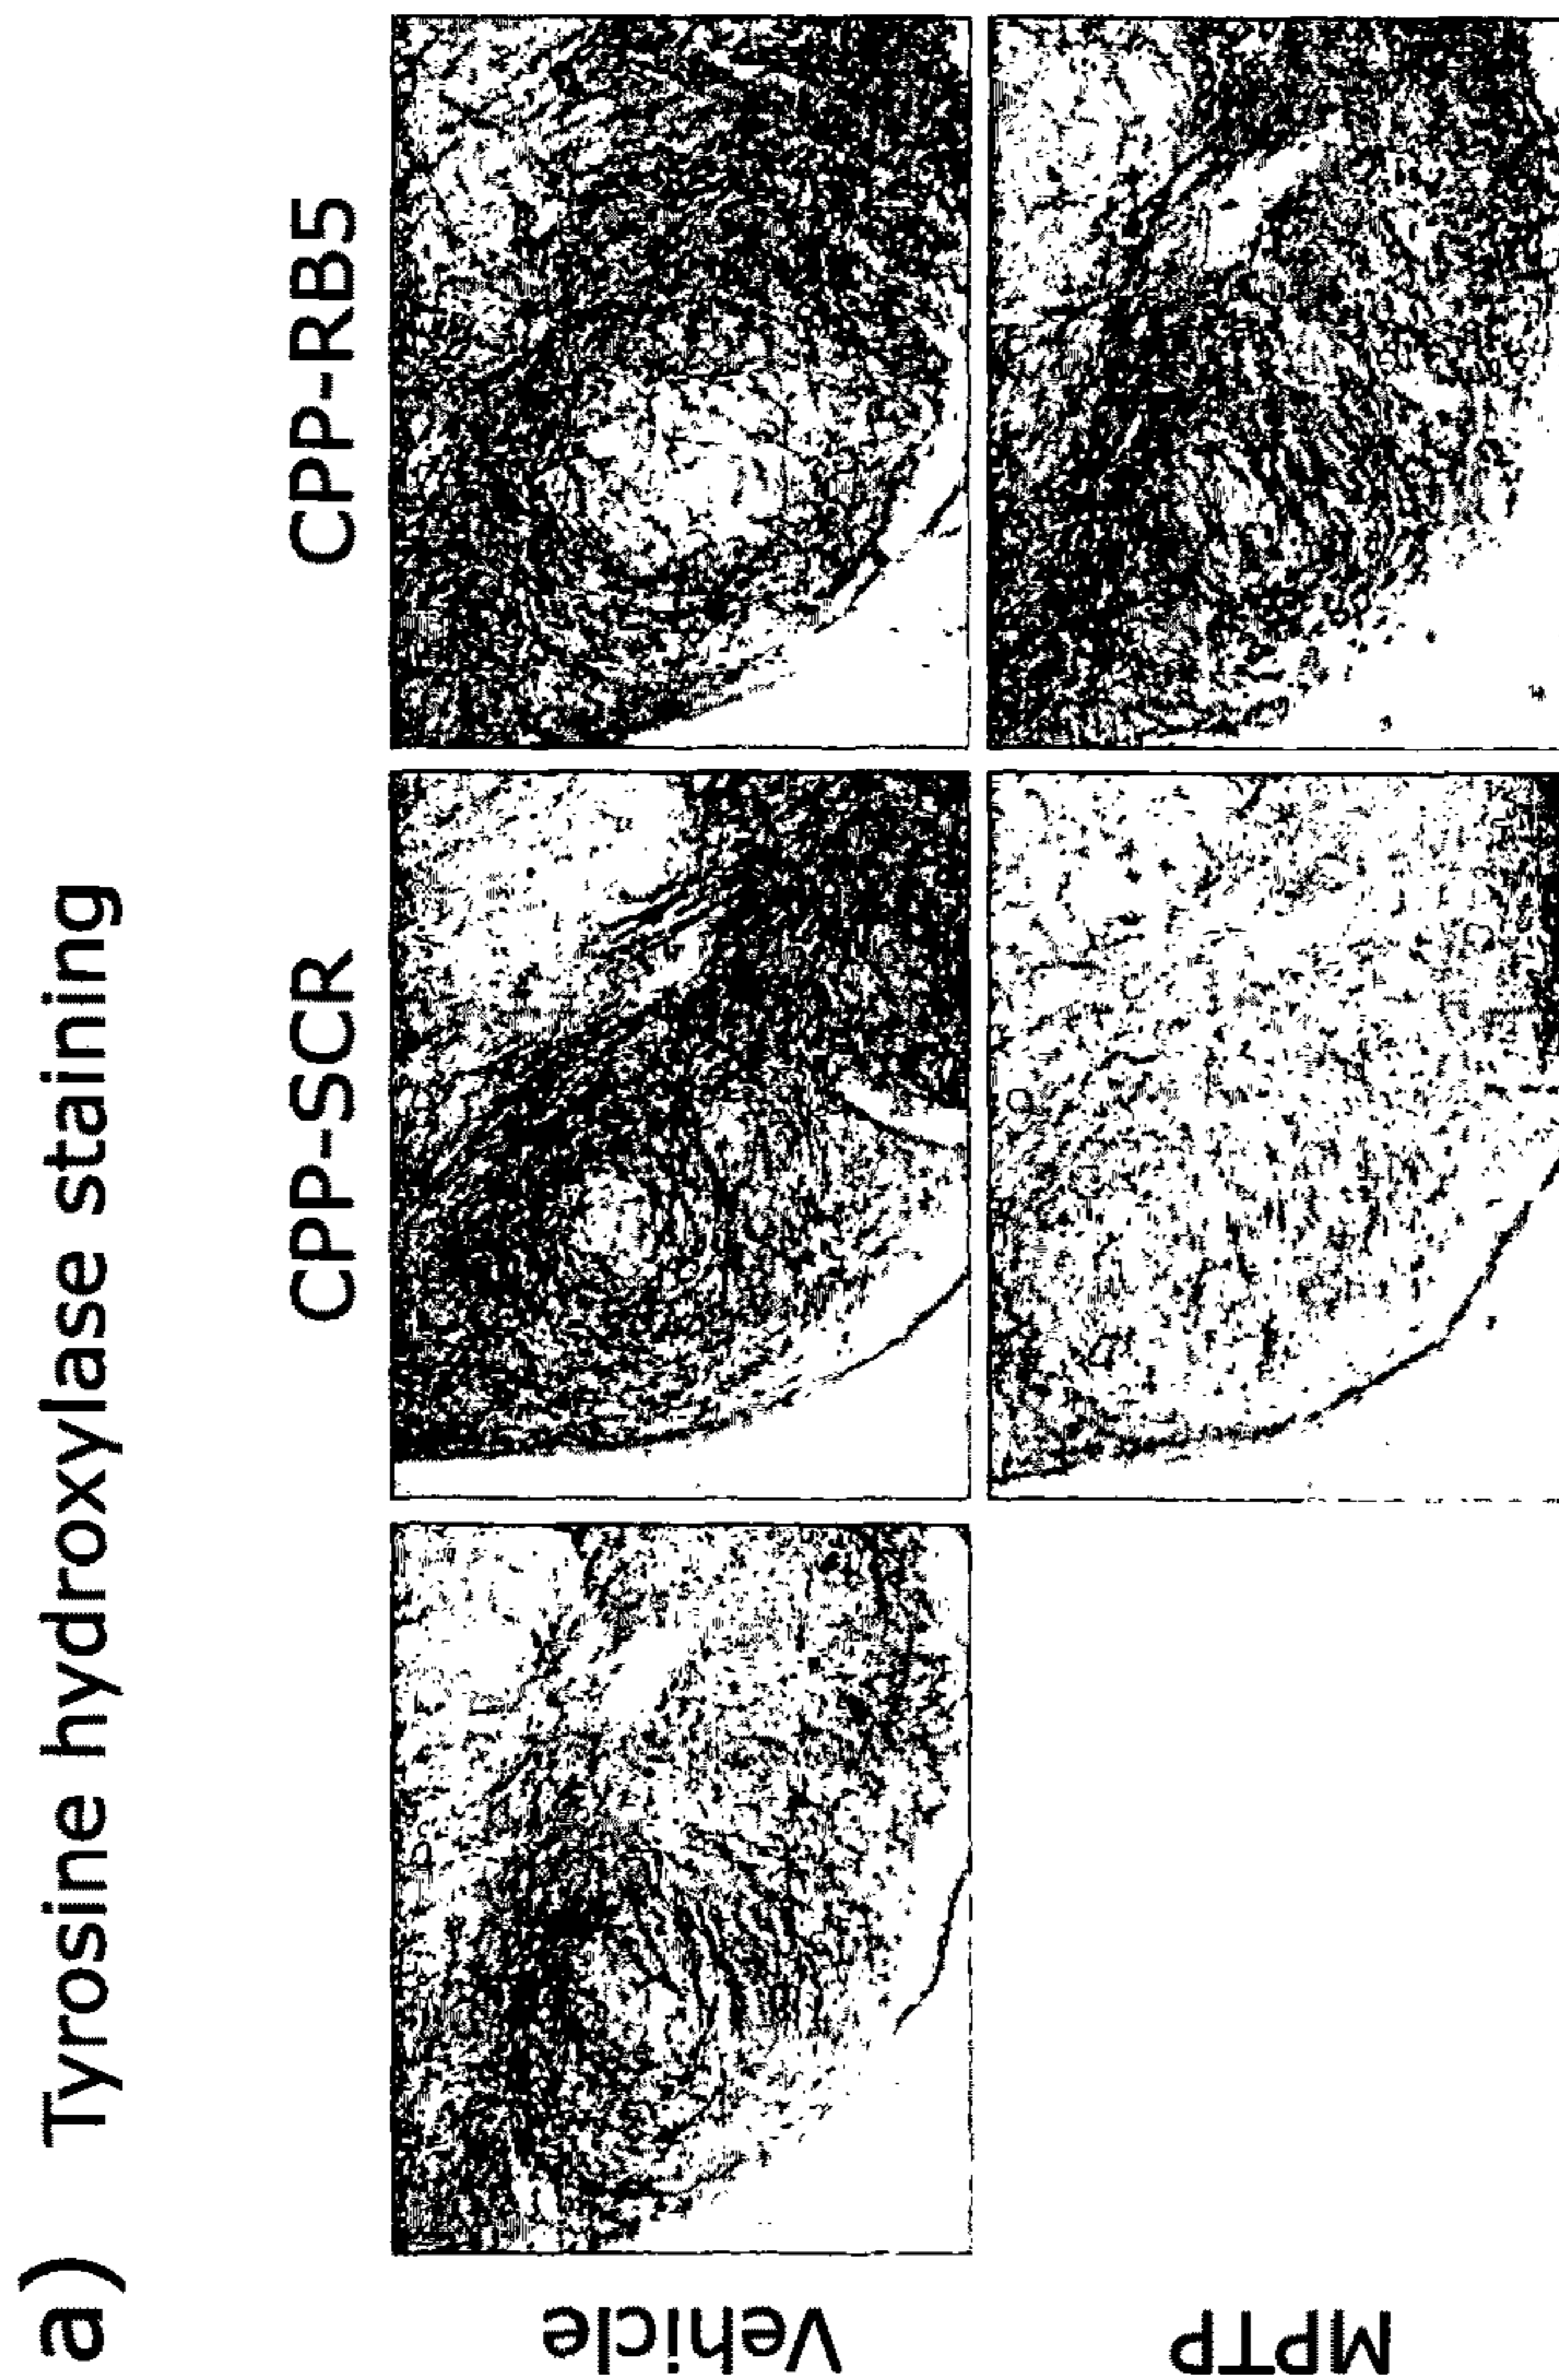 a) Tyrosine hydroxylase staining
CPP-SCR CPP-RB5
Vehicle
MPTP